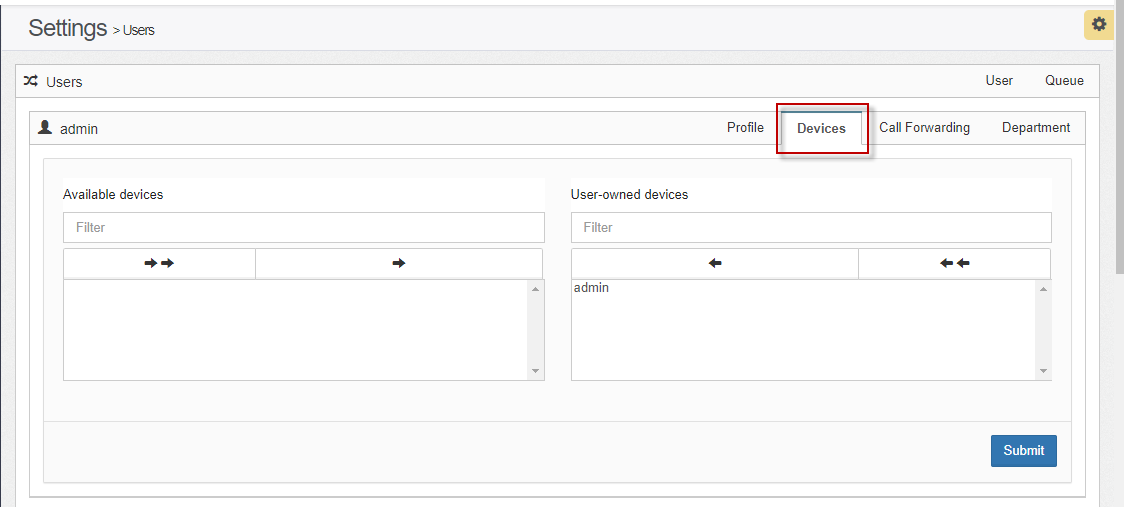 Settings > Users
Users User Queue
admin Profile Devices Call Forwarding Department
Available devices User-owned devices
Filter Filter
admin
Submit